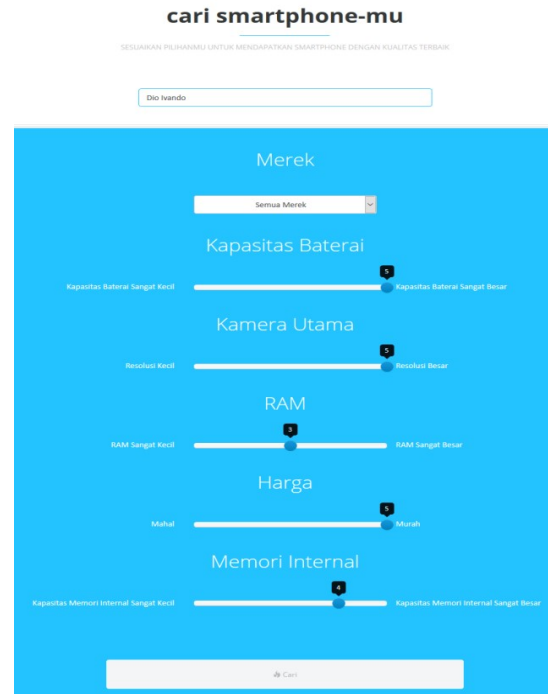 cari smartphone-mu
SESUAIKAN PILIHANMU UNTUK MENDAPATKAN SMARTPHONE DENGAN KUALITAS TERBAIK
Dio Ivando
Merek
Semua Merek
Kapasitas Baterai
5
Kapasitas Baterai Sangat Kecil Kapasitas Baterai Sangat Besar
Kamera Utama
5
Resolusi Kecil Resolusi Besar
RAM
3
RAM Sangat Kecil RAM Sangat Besar
Harga
5
Mahal Murah
Memori Internal
4
Kapasitas Memori Internal Sangat Kecil Kapasitas Memori Internal Sangat Besar
Cari